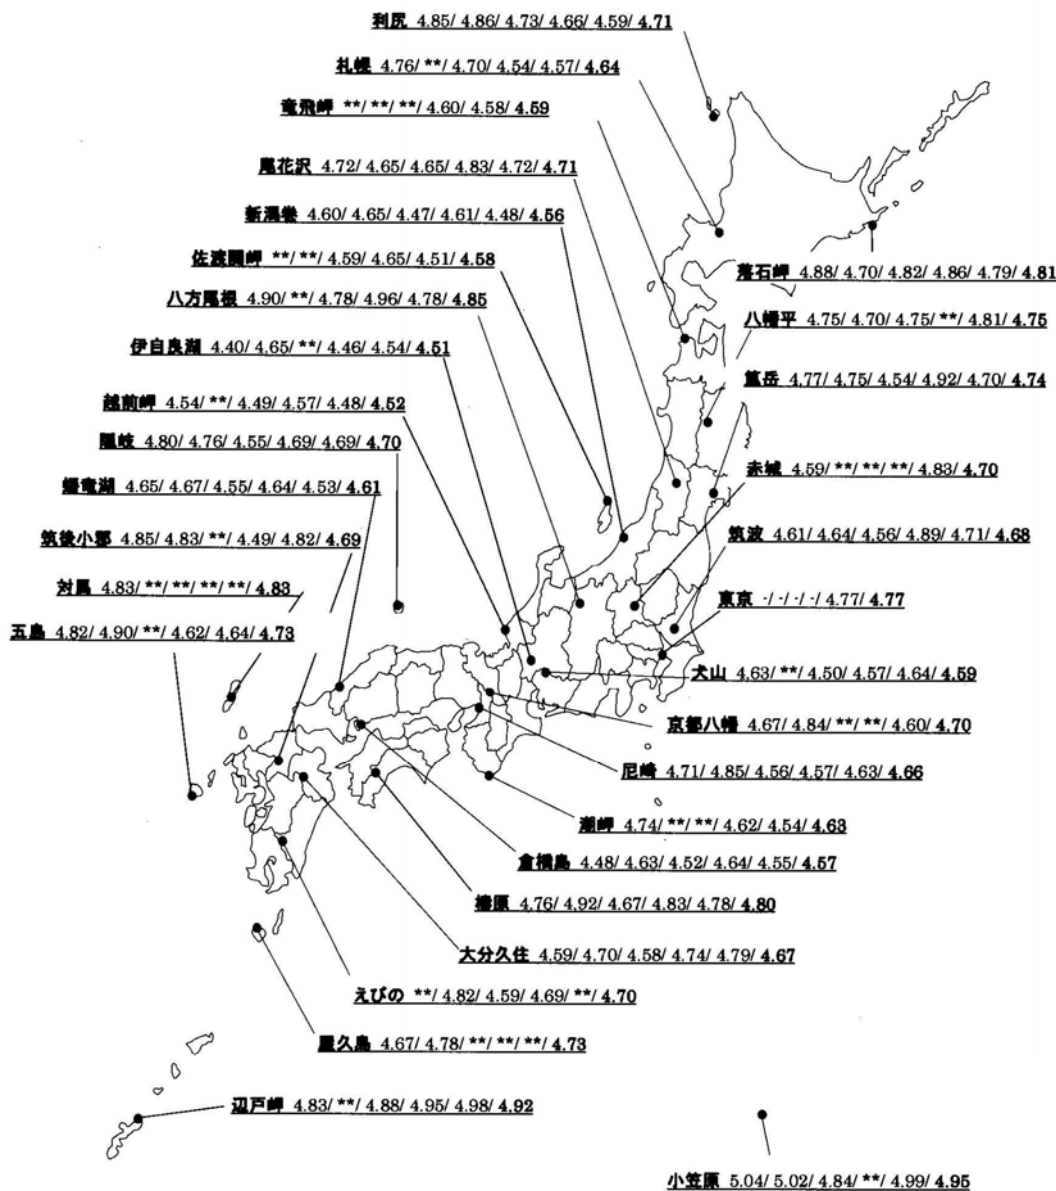 利尻 4.85/ 4.86/ 4.73/ 4.66/ 4.59/ 4.71
札幌 4.76/ **/ 4.70/ 4.54/ 4.57/ 4.64
竜飛岬 **/ **/ **/ 4.60/ 4.58/ 4.59
尾花沢 4.72/ 4.65/ 4.65/ 4.83/ 4.72/ 4.71
新潟巻 4.60/ 4.65/ 4.47/ 4.61/ 4.48/ 4.56
佐渡関岬 **/ **/ 4.59/ 4.65/ 4.51/ 4.58
落石岬 4.88/ 4.70/ 4.82/ 4.86/ 4.79/ 4.81
八方尾根 4.90/ **/ 4.78/ 4.96/ 4.78/ 4.85
八幡平 4.75/ 4.70/ 4.75/ **/ 4.81/ 4.75
伊自良湖 4.40/ 4.65/ **/ 4.46/ 4.54/ 4.51
箟岳 4.77/ 4.75/ 4.54/ 4.92/ 4.70/ 4.74
越前岬 4.54/ **/ 4.49/ 4.57/ 4.48/ 4.52
隠岐 4.80/ 4.76/ 4.55/ 4.69/ 4.69/ 4.70
赤城 4.59/ **/ **/ **/ 4.83/ 4.70
蟠竜湖 4.65/ 4.67/ 4.55/ 4.64/ 4.53/ 4.61
筑波 4.61/ 4.64/ 4.56/ 4.89/ 4.71/ 4.68
筑後小郡 4.85/ 4.83/ **/ 4.49/ 4.82/ 4.69
対馬 4.83/ **/ **/ **/ **/ 4.83
東京 -/ -/ -/ -/ 4.77/ 4.77
五島 4.82/ 4.90/ **/ 4.62/ 4.64/ 4.73
犬山 4.63/ **/ 4.50/ 4.57/ 4.64/ 4.59
京都八幡 4.67/ 4.84/ **/ **/ 4.60/ 4.70
尼崎 4.71/ 4.85/ 4.56/ 4.57/ 4.63/ 4.66
潮岬 4.74/ **/ **/ 4.62/ 4.54/ 4.63
倉橋島 4.48/ 4.63/ 4.52/ 4.64/ 4.55/ 4.57
梼原 4.76/ 4.92/ 4.67/ 4.83/ 4.78/ 4.80
大分久住 4.59/ 4.70/ 4.58/ 4.74/ 4.79/ 4.67
えびの **/ 4.82/ 4.59/ 4.69/ **/ 4.70
屋久島 4.67/ 4.78/ **/ **/ **/ 4.73
辺戸岬 4.83/ **/ 4.88/ 4.95/ 4.98/ 4.92
小笠原 5.04/ 5.02/ 4.84/ **/ 4.99/ 4.95